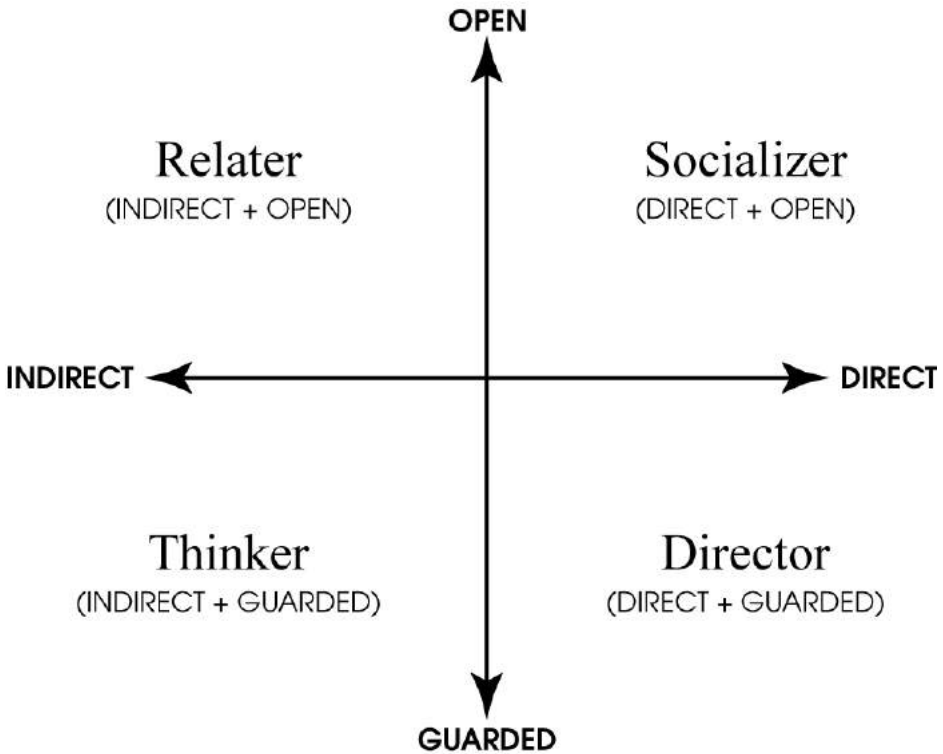 OPEN
Relater
(INDIRECT + OPEN)
Socializer
(DIRECT + OPEN)
INDIRECT
DIRECT
Thinker
(INDIRECT + GUARDED)
Director
(DIRECT + GUARDED)
GUARDED